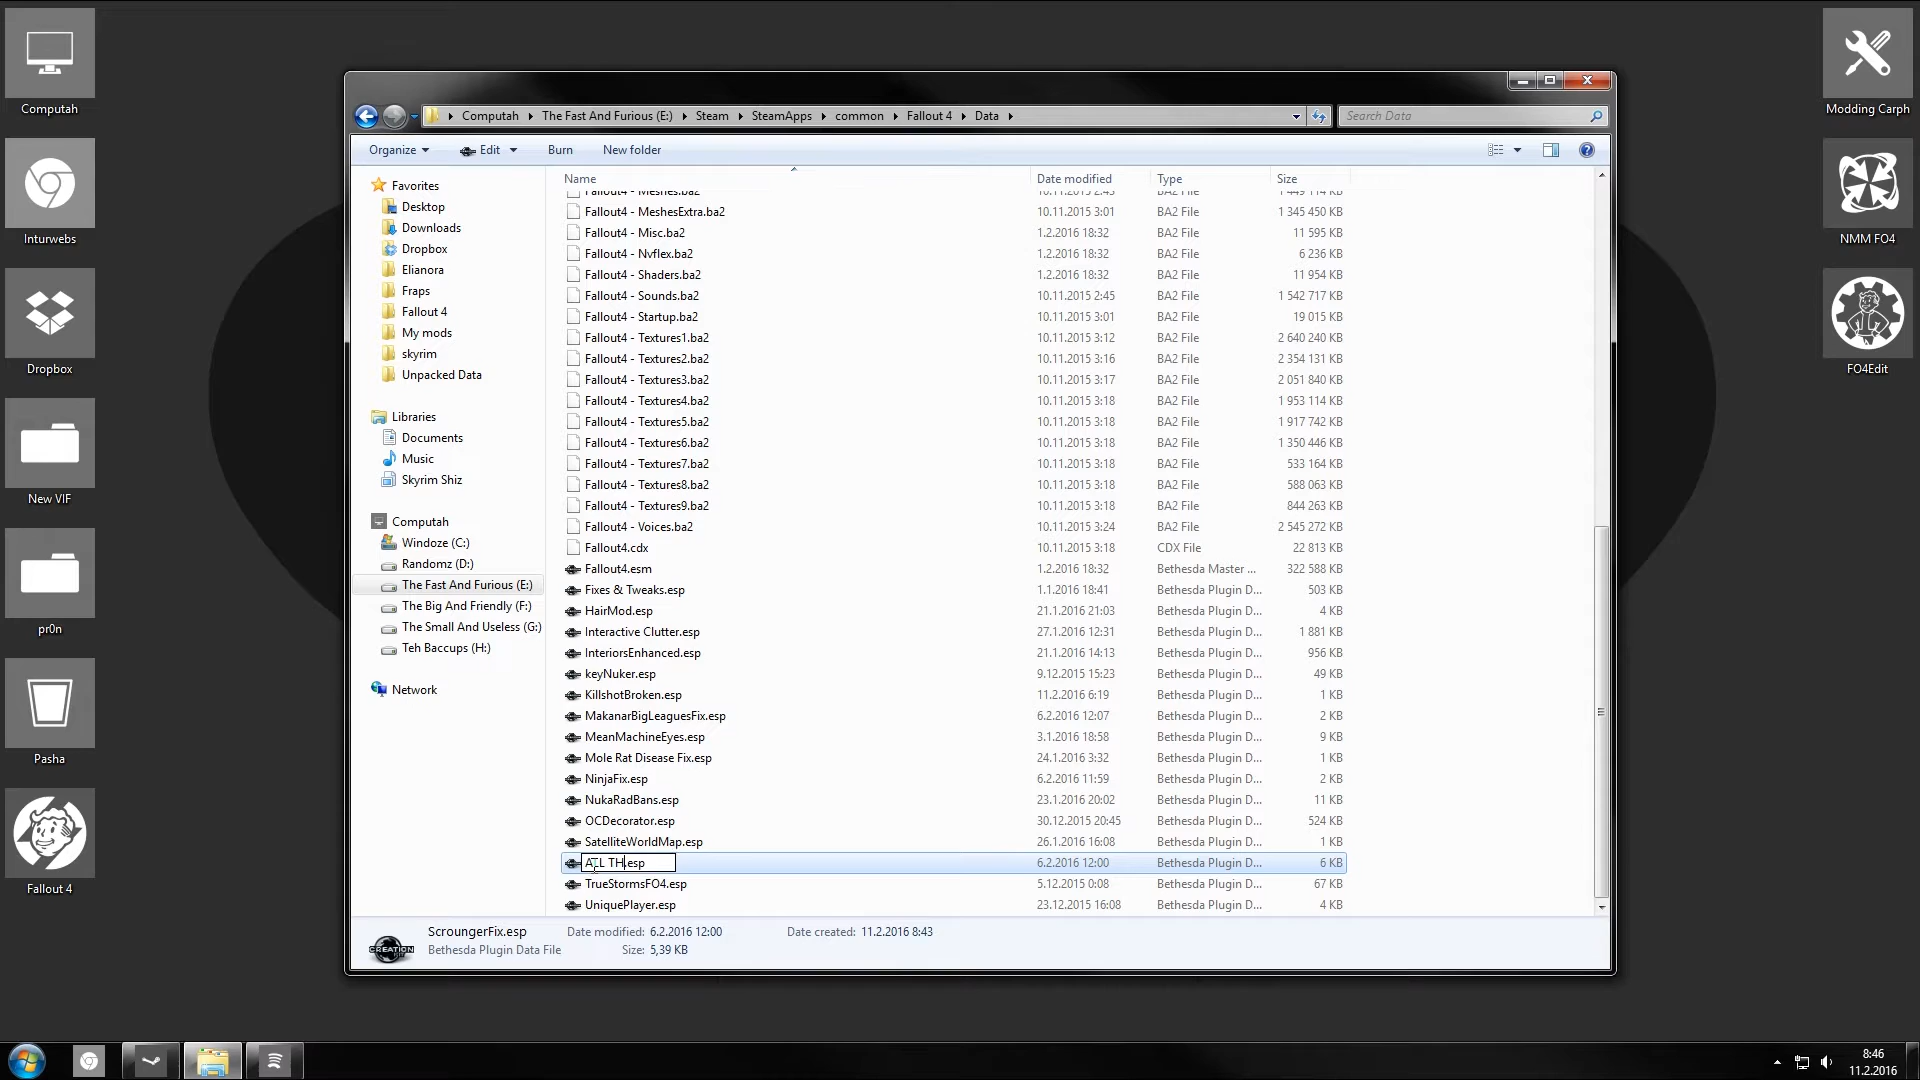 Computah
Inturwebs
Dropbox
New VIF
pr0n
Pasha
Fallout 4
Modding Carph
NMM FO4
FO4Edit
Computah The Fast And Furious (E:) Steam SteamApps common Fallout 4 Data
Search Data
Organize Edit Burn New folder
Favorites
Desktop
Downloads
Dropbox
Elianora
Fraps
Fallout 4
My mods
skyrim
Unpacked Data
Libraries
Documents
Music
Skyrim Shiz
Computah
Windoze (C:)
Randomz (D:)
The Fast And Furious (E:)
The Big And Friendly (F:)
The Small And Useless (G:)
Teh Baccups (H:)
Network
Name Date modified Type Size
Fallout4 - Meshes.ba2 10.11.2015 2:45 BA2 File 1 449 114 KB
Fallout4 - MeshesExtra.ba2 10.11.2015 3:01 BA2 File 1 345 450 KB
Fallout4 - Misc.ba2 1.2.2016 18:32 BA2 File 11 595 KB
Fallout4 - Nvflex.ba2 1.2.2016 18:32 BA2 File 6 236 KB
Fallout4 - Shaders.ba2 1.2.2016 18:32 BA2 File 11 954 KB
Fallout4 - Sounds.ba2 10.11.2015 2:45 BA2 File 1 542 717 KB
Fallout4 - Startup.ba2 10.11.2015 3:01 BA2 File 19 015 KB
Fallout4 - Textures1.ba2 10.11.2015 3:12 BA2 File 2 640 240 KB
Fallout4 - Textures2.ba2 10.11.2015 3:16 BA2 File 2 354 131 KB
Fallout4 - Textures3.ba2 10.11.2015 3:17 BA2 File 2 051 840 KB
Fallout4 - Textures4.ba2 10.11.2015 3:18 BA2 File 1 953 114 KB
Fallout4 - Textures5.ba2 10.11.2015 3:18 BA2 File 1 917 742 KB
Fallout4 - Textures6.ba2 10.11.2015 3:18 BA2 File 1 350 446 KB
Fallout4 - Textures7.ba2 10.11.2015 3:18 BA2 File 533 164 KB
Fallout4 - Textures8.ba2 10.11.2015 3:18 BA2 File 588 063 KB
Fallout4 - Textures9.ba2 10.11.2015 3:18 BA2 File 844 263 KB
Fallout4 - Voices.ba2 10.11.2015 3:24 BA2 File 2 545 272 KB
Fallout4.cdx 10.11.2015 3:18 CDX File 22 813 KB
Fallout4.esm 1.2.2016 18:32 Bethesda Master ... 322 588 KB
Fixes & Tweaks.esp 1.1.2016 18:41 Bethesda Plugin D... 503 KB
HairMod.esp 21.1.2016 21:03 Bethesda Plugin D... 4 KB
Interactive Clutter.esp 27.1.2016 12:31 Bethesda Plugin D... 1 881 KB
InteriorsEnhanced.esp 21.1.2016 14:13 Bethesda Plugin D... 956 KB
keyNuker.esp 9.12.2015 15:23 Bethesda Plugin D... 49 KB
KillshotBroken.esp 11.2.2016 6:19 Bethesda Plugin D... 1 KB
MakanarBigLeaguesFix.esp 6.2.2016 12:07 Bethesda Plugin D... 2 KB
MeanMachineEyes.esp 3.1.2016 18:58 Bethesda Plugin D... 9 KB
Mole Rat Disease Fix.esp 24.1.2016 3:32 Bethesda Plugin D... 1 KB
NinjaFix.esp 6.2.2016 11:59 Bethesda Plugin D... 2 KB
NukaRadBans.esp 23.1.2016 20:02 Bethesda Plugin D... 11 KB
OCDecorator.esp 30.12.2015 20:45 Bethesda Plugin D... 524 KB
SatelliteWorldMap.esp 26.1.2016 16:08 Bethesda Plugin D... 1 KB
ALL TH.esp 6.2.2016 12:00 Bethesda Plugin D... 6 KB
TrueStormsFO4.esp 5.12.2015 0:08 Bethesda Plugin D... 67 KB
UniquePlayer.esp 23.12.2015 16:08 Bethesda Plugin D... 4 KB
CREATION
ScroungerFix.esp Date modified: 6.2.2016 12:00 Date created: 11.2.2016 8:43
Bethesda Plugin Data File Size: 5,39 KB
8:46
11.2.2016